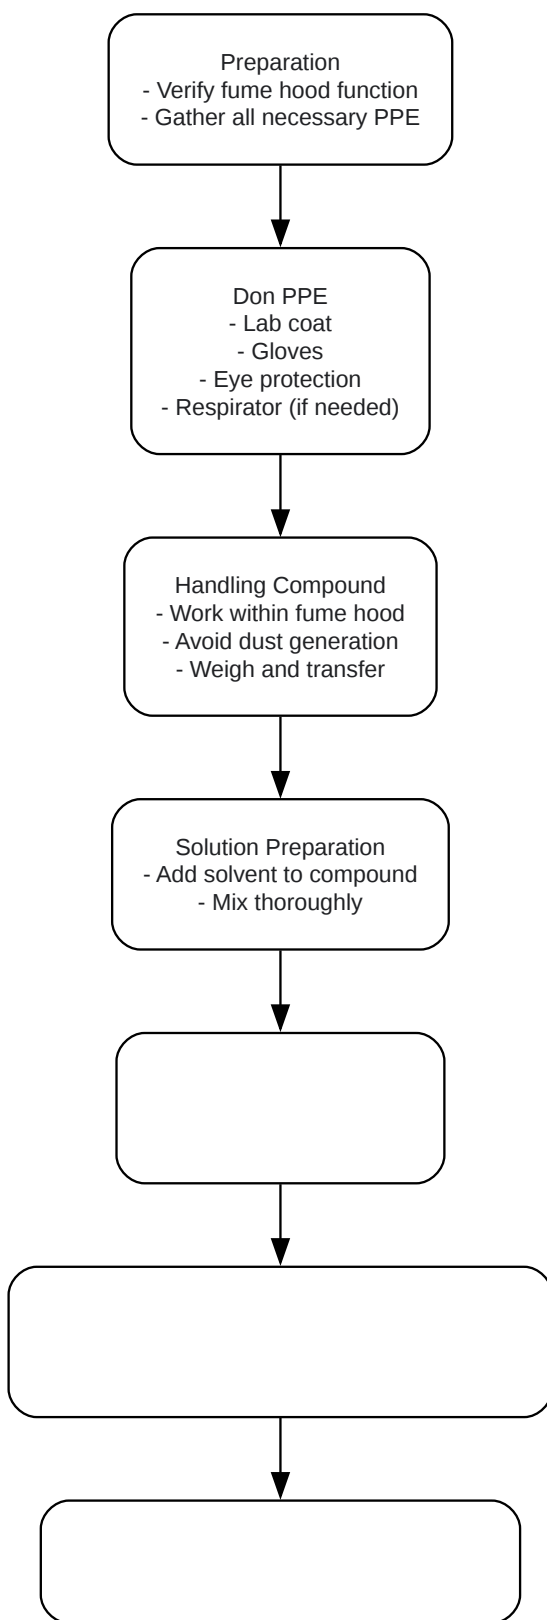 Preparation
- Verify fume hood function
- Gather all necessary PPE
Don PPE
- Lab coat
- Gloves
- Eye protection
- Respirator (if needed)
Handling Compound
- Work within fume hood
- Avoid dust generation
- Weigh and transfer
Solution Preparation
- Add solvent to compound
- Mix thoroughly